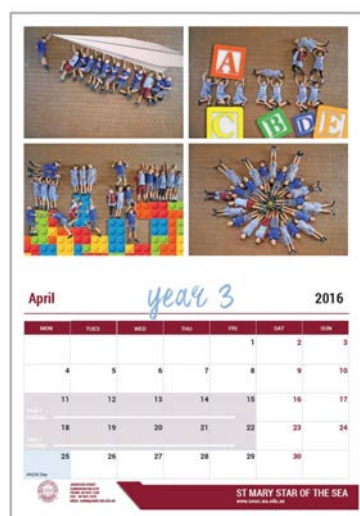 A
C B D E
April year 3 2016
MON TUES WED THU FRI SAT SUN
1 2 3
4 5 6 7 8 9 10
11 12 13 14 15 16 17
18 19 20 21 22 23 24
25 26 27 28 29 30
ANZAC Day
ST MARY STAR OF THE SEA